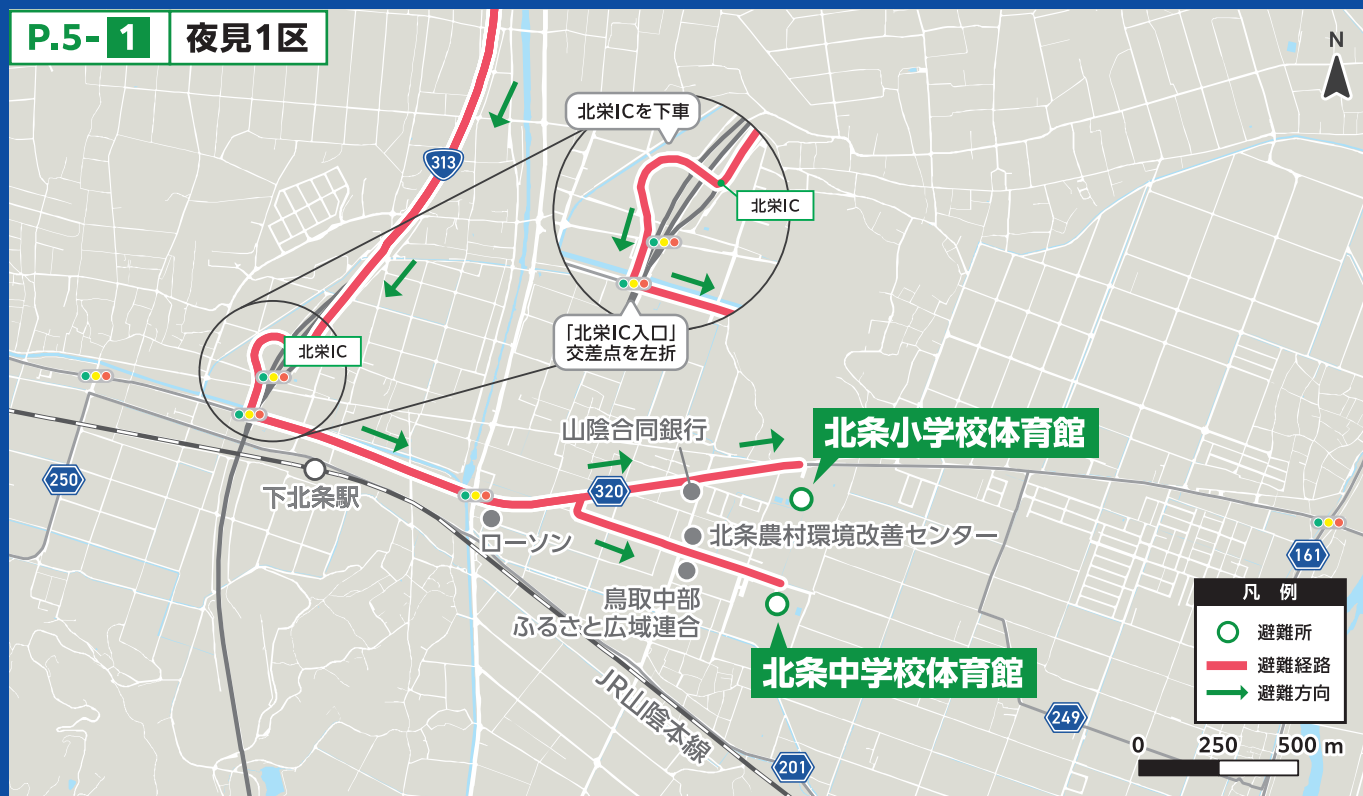 P.5-1 夜見1区
N
北栄ICを下車
313
北栄IC
北栄IC
「北栄IC入口」
交差点を左折
山陰合同銀行
北条小学校体育館
250
下北条駅
320
ローソン
北条農村環境改善センター
161
鳥取中部
ふるさと広域連合
北条中学校体育館
JR山陰本線
249
201
凡 例
避難所
避難経路
避難方向
0 250 500 m